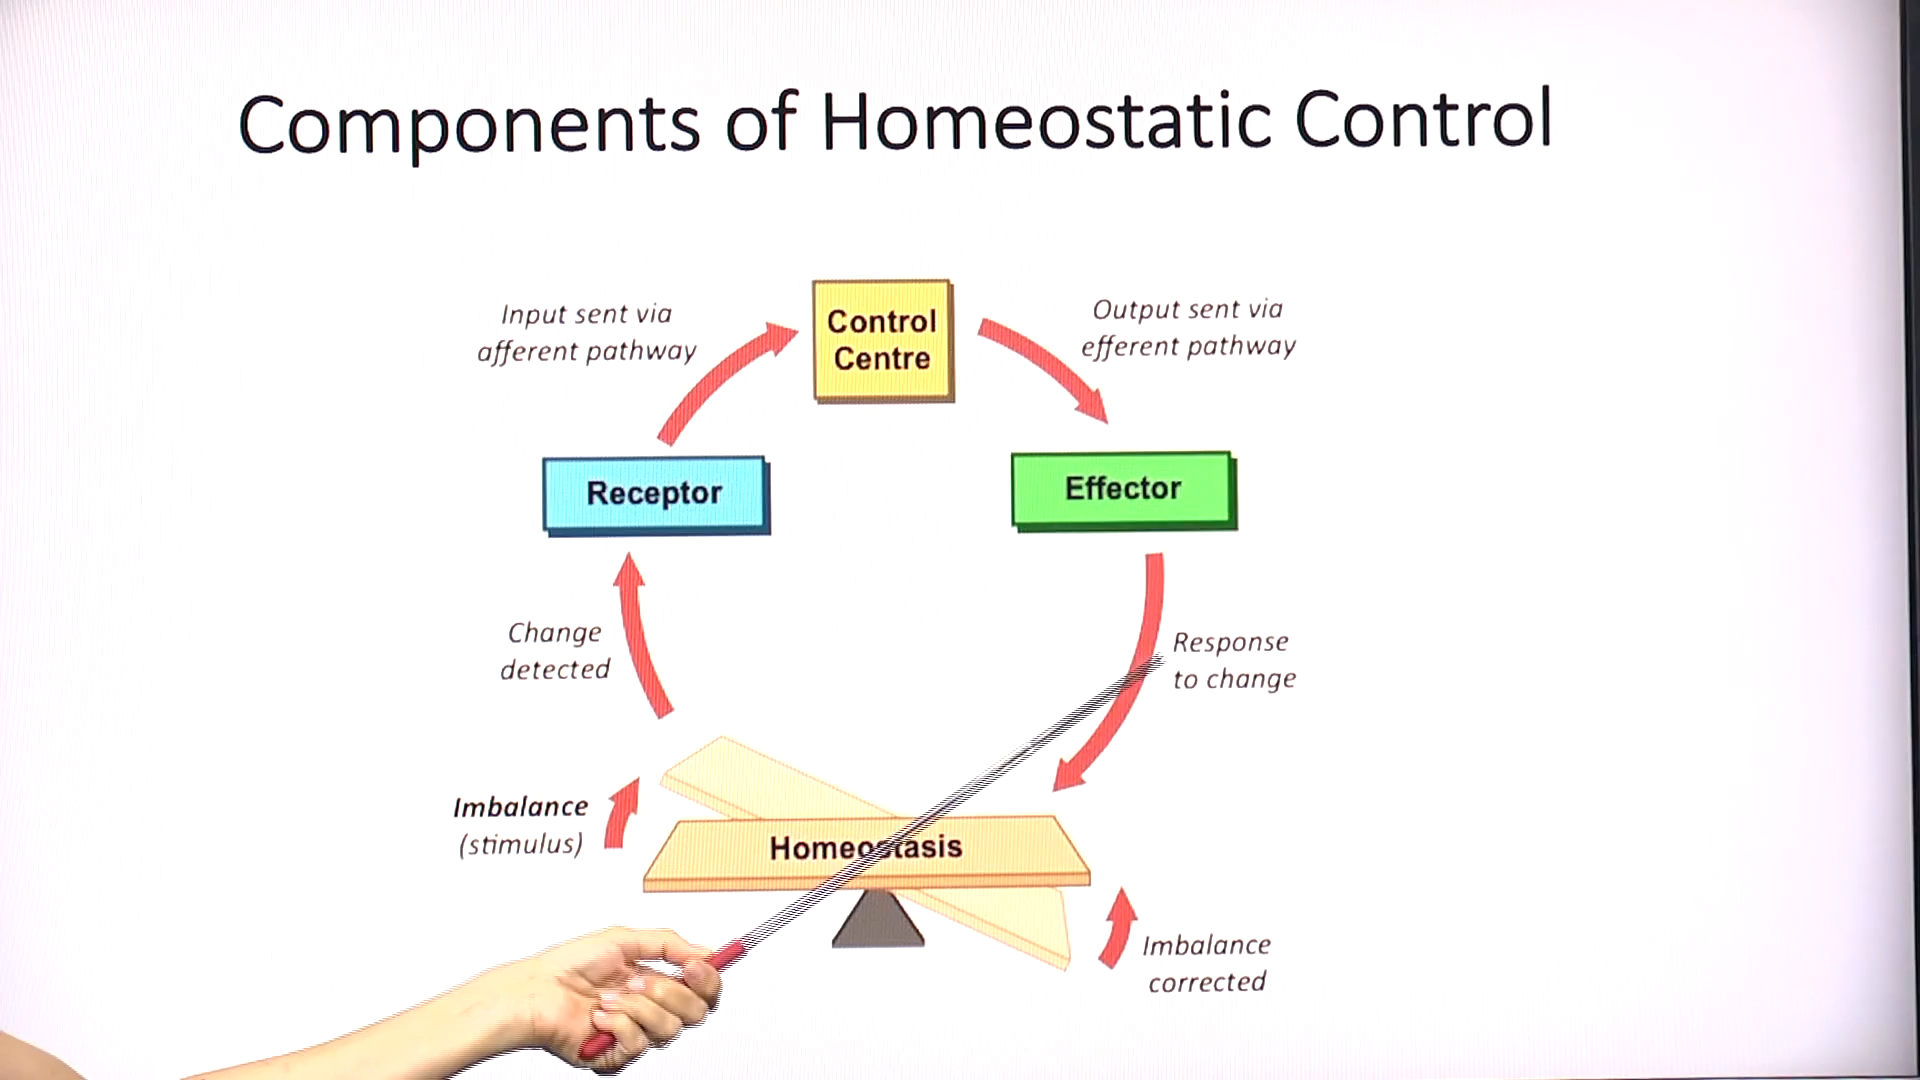 Components of Homeostatic Control
Input sent via
afferent pathway
Control
Centre
Output sent via
efferent pathway
Receptor
Effector
Change
detected
Response
to change
Imbalance
(stimulus)
Homeostasis
Imbalance
corrected